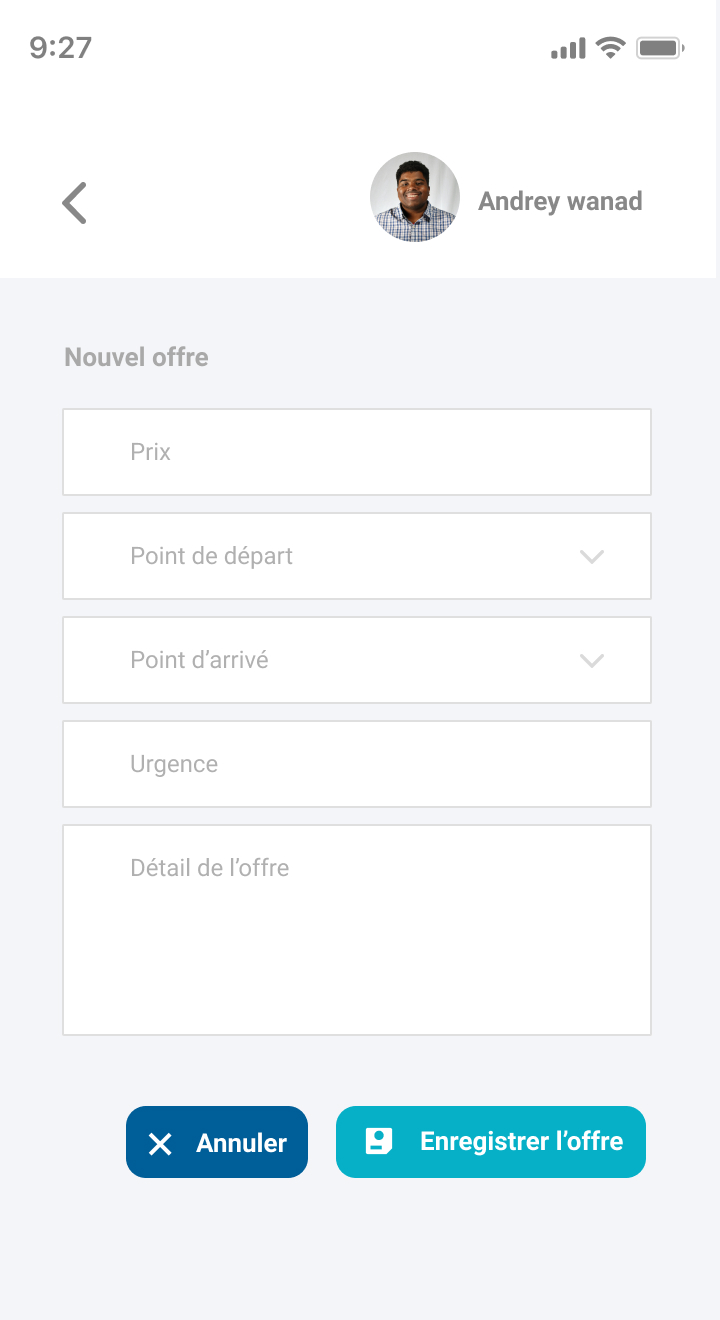 9:27
Andrey wanad
Nouvel offre
Prix
Point de départ
Point d’arrivé
Urgence
Détail de l’offre
Annuler
Enregistrer l’offre